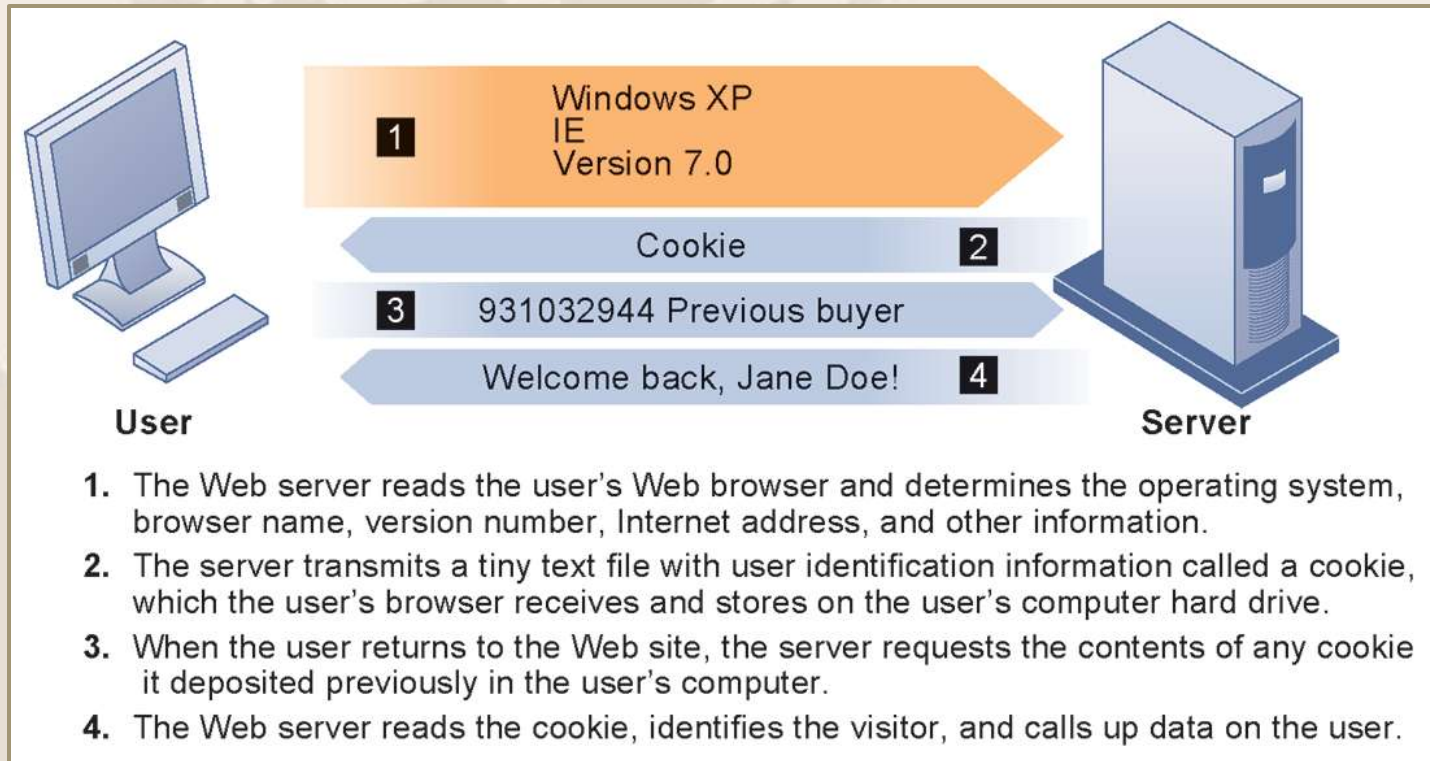 1
Windows XP
IE
Version 7.0
Cookie 2
3 931032944 Previous buyer
Welcome back, Jane Doe! 4
User
Server
1. The Web server reads the user's Web browser and determines the operating system,
browser name, version number, Internet address, and other information.
2. The server transmits a tiny text file with user identification information called a cookie,
which the user's browser receives and stores on the user's computer hard drive.
3. When the user returns to the Web site, the server requests the contents of any cookie
it deposited previously in the user's computer.
4. The Web server reads the cookie, identifies the visitor, and calls up data on the user.